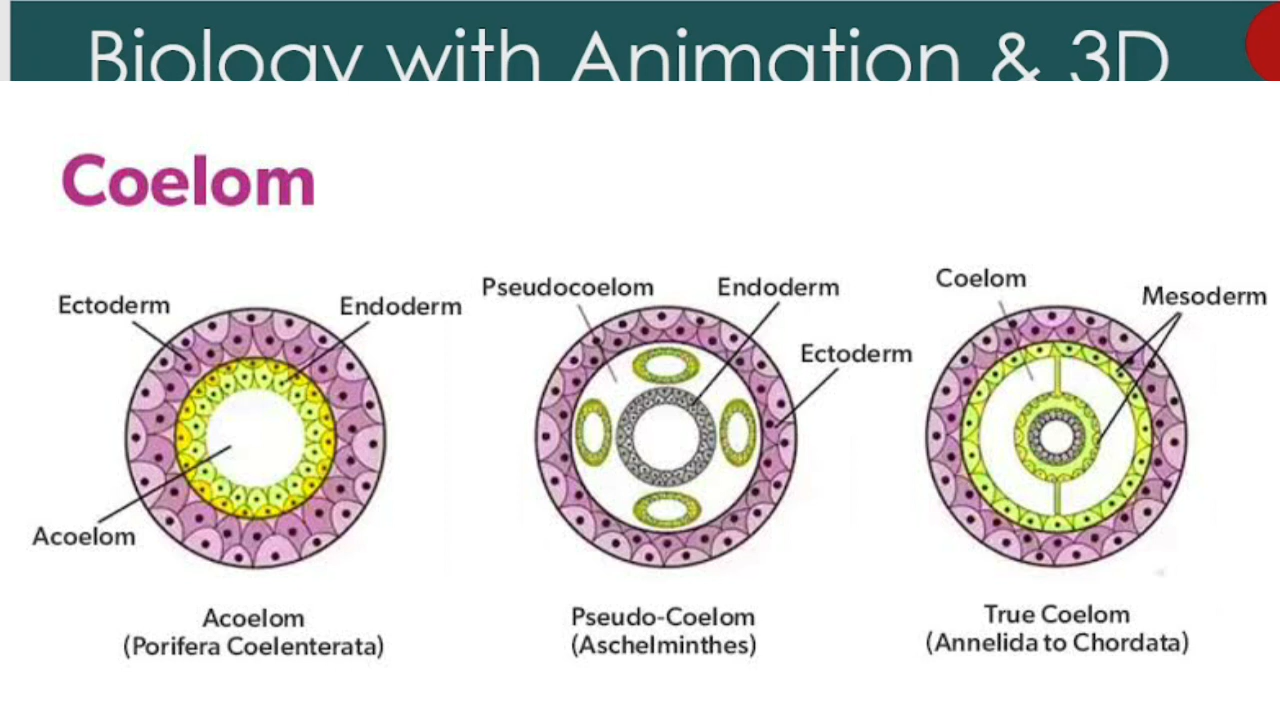 Biology with Animation & 3D
Coelom
Ectoderm
Endoderm
Acoelom
Acoelom
(Porifera Coelenterata)
Pseudocoelom
Endoderm
Ectoderm
Pseudo-Coelom
(Aschelminthes)
Coelom
Mesoderm
True Coelom
(Annelida to Chordata)